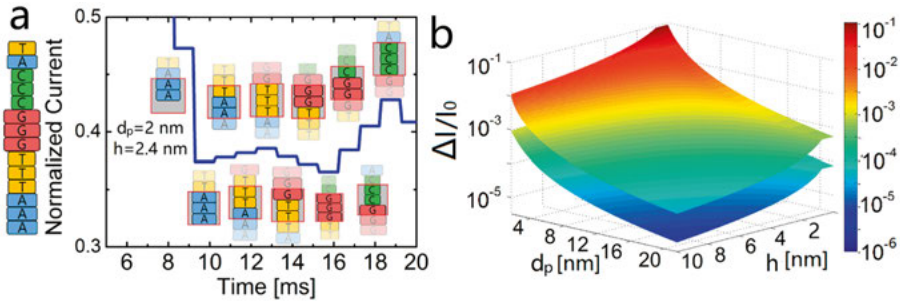 a
T
A
C
C
C
G
G
G
T
T
T
A
A
A
Normalized Current
0.5
0.4
0.3
d_p=2 nm
h=2.4 nm
6 8 10 12 14 16 18 20
Time [ms]
b
ΔI/I₀
10⁻¹
10⁻³
10⁻⁵
4 8 12 16 20
d_p [nm]
10 8 6 4 2
h [nm]
10⁻¹
10⁻²
10⁻³
10⁻⁴
10⁻⁵
10⁻⁶